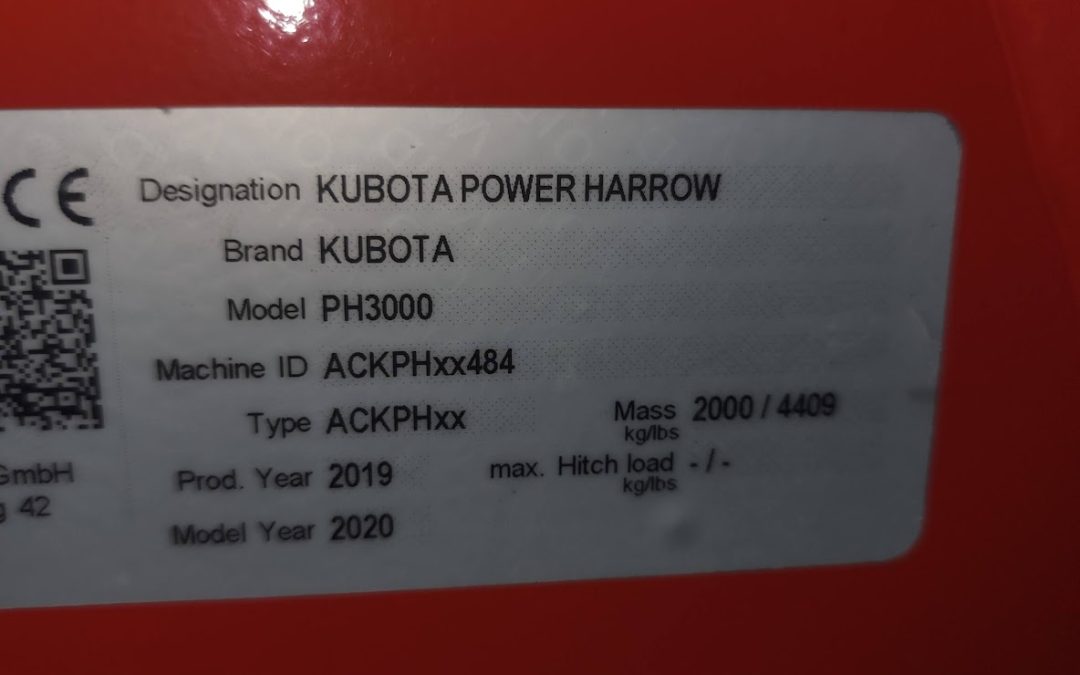 CE
Designation KUBOTA POWER HARROW
Brand KUBOTA
Model PH3000
Machine ID ACKPHxx484
Type ACKPHxx
Mass 2000 / 4409
kg/lbs
GmbH
42
Prod. Year 2019
max. Hitch load - / -
kg/lbs
Model Year 2020